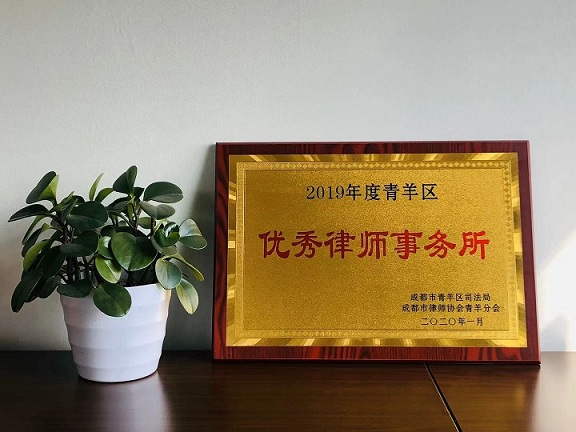 2019年度青羊区
优秀律师事务所
成都市青羊区司法局
成都市律师协会青羊分会
二〇二〇年一月